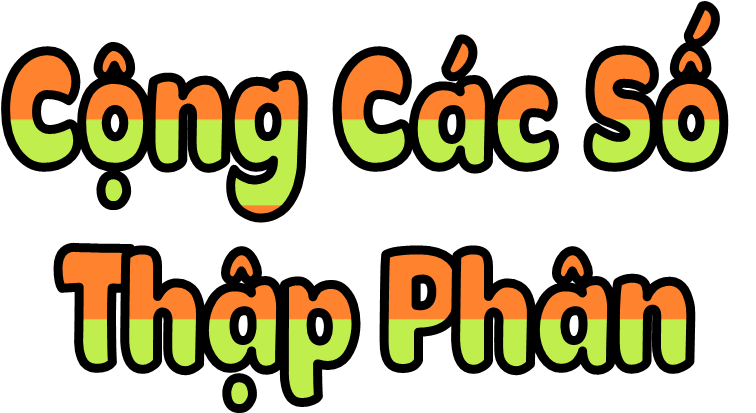 Cộng Các Số
Thập Phân